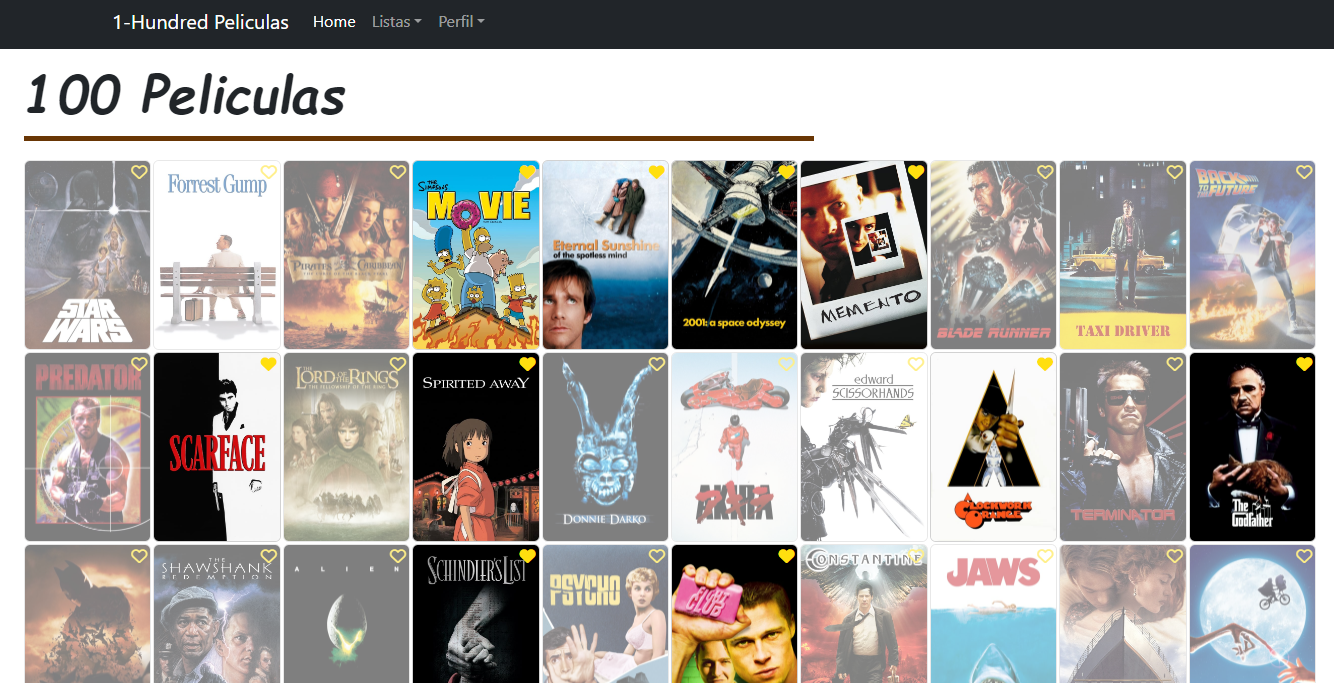 1-Hundred Peliculas Home Listas Perfil
100 Peliculas
STAR
WARS
Forrest Gump
PIRATES OF THE CARIBBEAN
THE
SIMPSONS
MOVIE
Eternal Sunshine
of the spotless mind
2001: a space odyssey
MEMENTO
BLADE RUNNER
TAXI DRIVER
BACK
TO THE
FUTURE
PREDATOR
SCARFACE
THE
LORD OF THE RINGS
THE FELLOWSHIP OF THE RING
SPIRITED AWAY
DONNIE DARKO
AKIRA
edward
SCISSORHANDS
A
CLOCKWORK
ORANGE
TERMINATOR
The
Godfather
THE
SHAWSHANK
REDEMPTION
ALIEN
SCHINDLER'S LIST
PSYCHO
FIGHT
CLUB
CONSTANTINE
JAWS